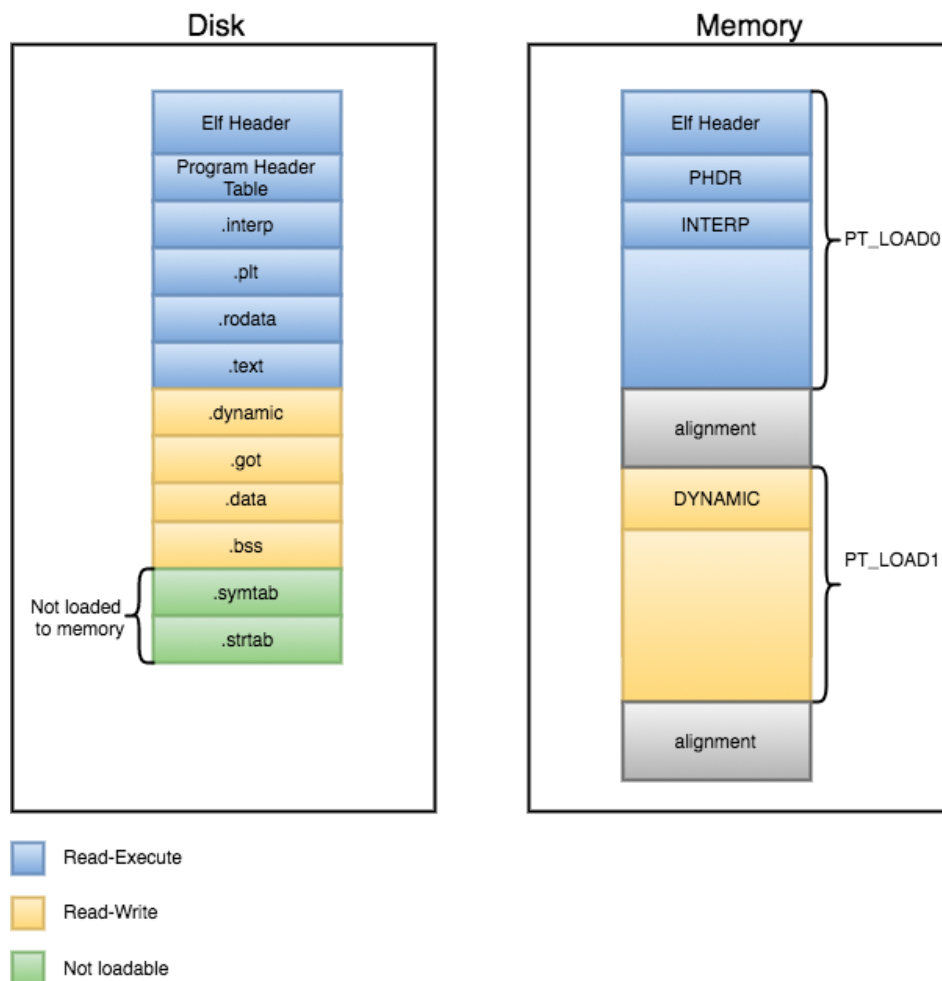 Disk
Elf Header
Program Header
Table
.interp
.plt
.rodata
.text
.dynamic
.got
.data
.bss
.symtab
.strtab
Not loaded
to memory
Memory
Elf Header
PHDR
INTERP
PT_LOAD0
alignment
DYNAMIC
PT_LOAD1
alignment
Read-Execute
Read-Write
Not loadable